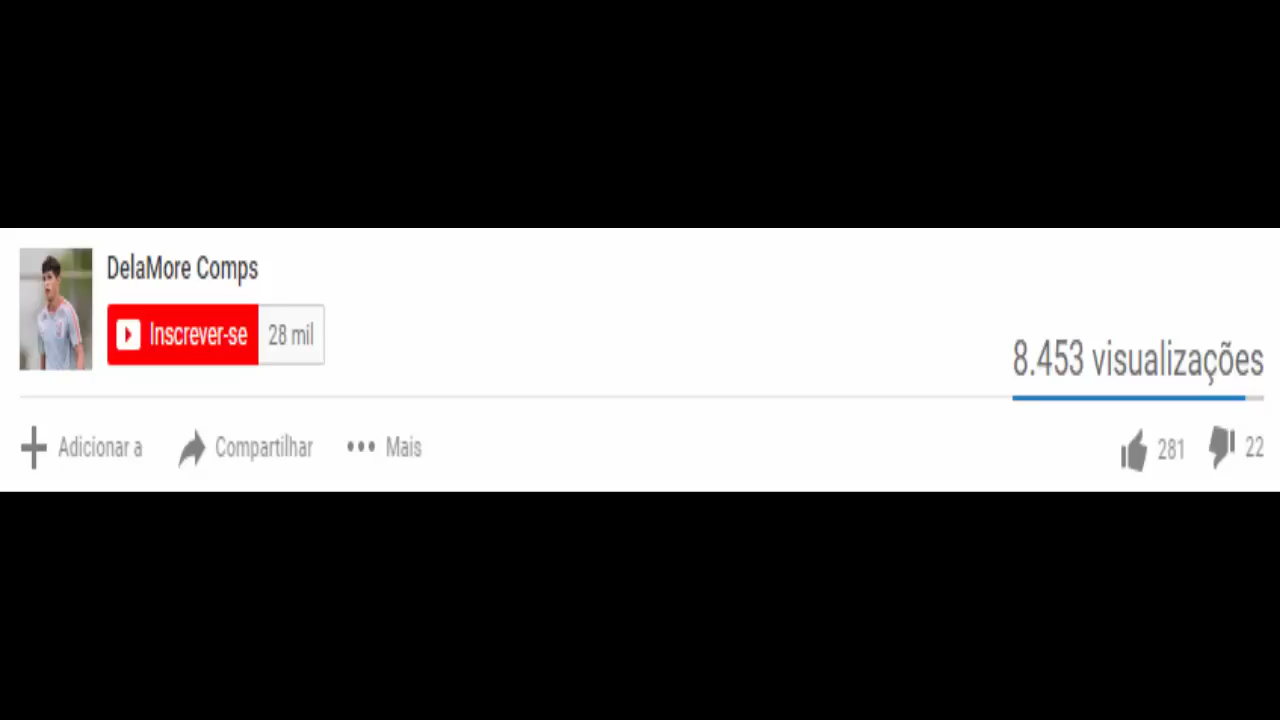 DelaMore Comps
Inscrever-se 28 mil
8.453 visualizações
Adicionar a Compartilhar Mais 281 22